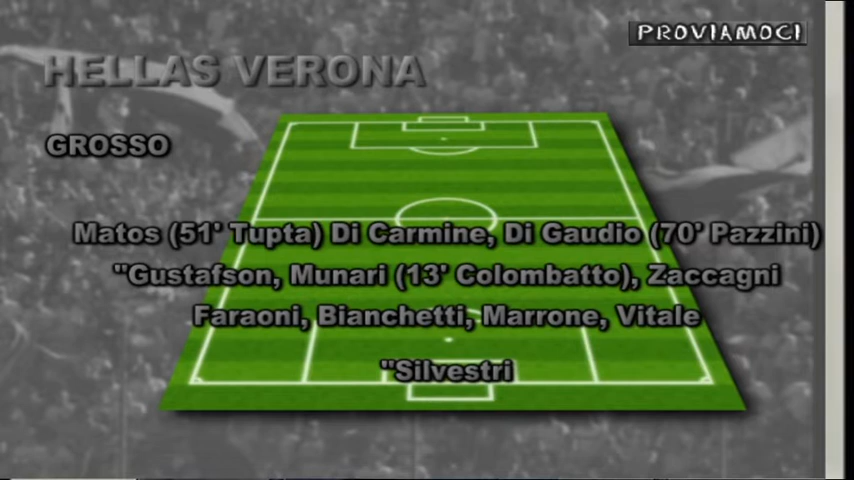 PROVIAMOCI
HELLAS VERONA
GROSSO
Matos (51' Tupta) Di Carmine, Di Gaudio (70' Pazzini)
"Gustafson, Munari (13' Colombatto), Zaccagni
Faraoni, Bianchetti, Marrone, Vitale
"Silvestri